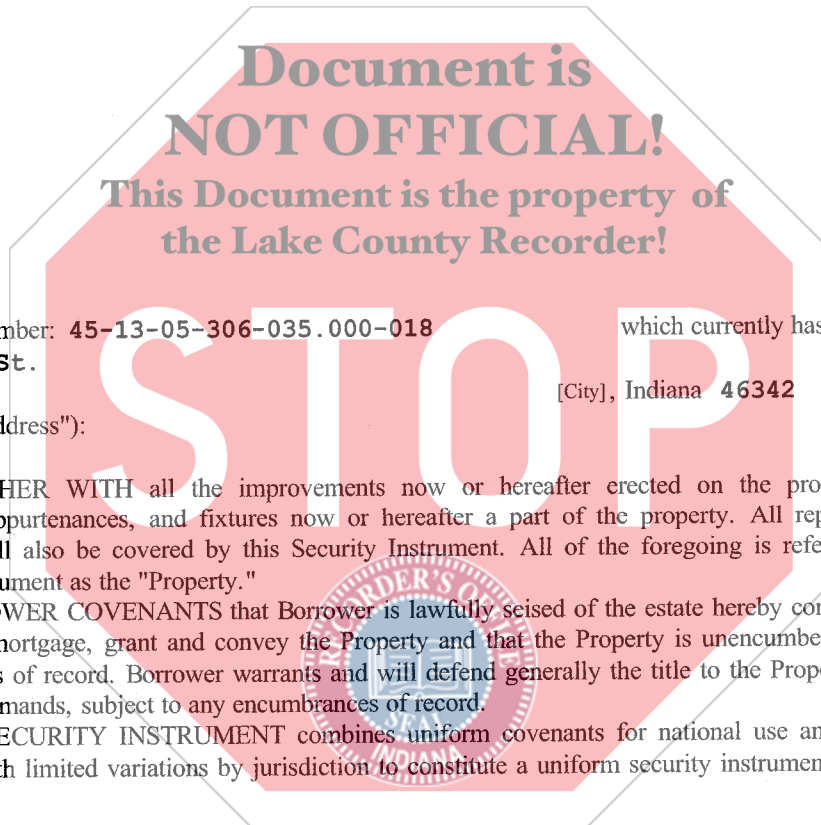 Document is
NOT OFFICIAL!
This Document is the property of
the Lake County Recorder!
STOP
mber: 45-13-05-306-035.000-018 which currently has
St.
[City], Indiana 46342
ddress"):
HER WITH all the improvements now or hereafter erected on the pro
ppurtenances, and fixtures now or hereafter a part of the property. All rep
ll also be covered by this Security Instrument. All of the foregoing is refe
ument as the "Property."
OWER COVENANTS that Borrower is lawfully seised of the estate hereby con
nortgage, grant and convey the Property and that the Property is unencumbe
s of record. Borrower warrants and will defend generally the title to the Prope
mands, subject to any encumbrances of record.
ECURITY INSTRUMENT combines uniform covenants for national use an
th limited variations by jurisdiction to constitute a uniform security instrumen
RECORDER'S OFFICE
SEAL
INDIANA